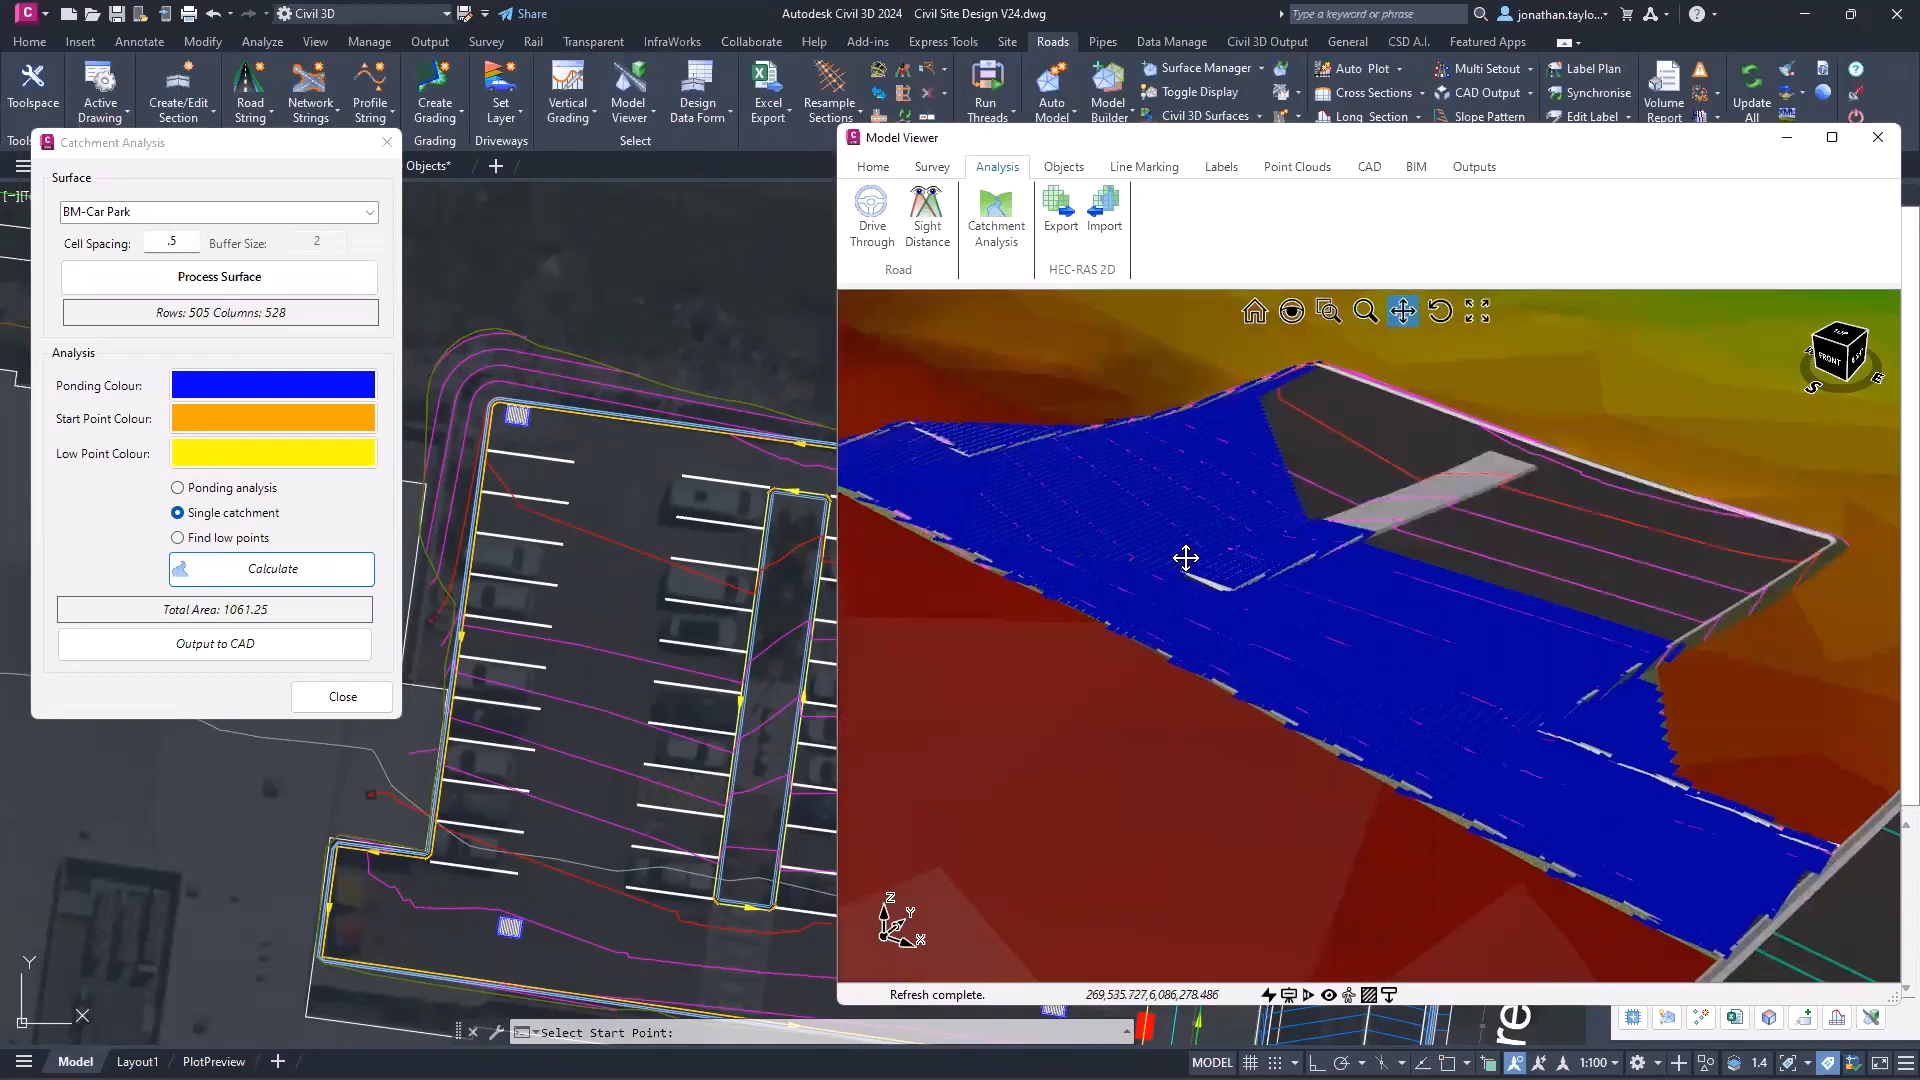 Civil 3D
Share
Autodesk Civil 3D 2024 Civil Site Design V24.dwg
Type a keyword or phrase
jonathan.taylo...
Home Insert Annotate Modify Analyze View Manage Output Survey Rail Transparent InfraWorks Collaborate Help Add-ins Express Tools Site Roads Pipes Data Manage Civil 3D Output General CSD A.I. Featured Apps
Toolspace
Active Drawing
Create/Edit Section
Road String
Network Strings
Profile String
Create Grading
Set Layer
Vertical Grading
Model Viewer
Design Data Form
Excel Export
Resample Sections
Run Threads
Auto Model
Model Builder
Surface Manager
Toggle Display
Civil 3D Surfaces
Auto Plot
Cross Sections
Long Section
Multi Setout
CAD Output
Slope Pattern
Label Plan
Synchronise
Edit Label
Volume Report
Update All
Grading
Driveways
Select
Objects*
Catchment Analysis
Surface
BM-Car Park
Cell Spacing: .5 Buffer Size: 2
Process Surface
Rows: 505 Columns: 528
Analysis
Ponding Colour:
Start Point Colour:
Low Point Colour:
Ponding analysis
Single catchment
Find low points
Calculate
Total Area: 1061.25
Output to CAD
Close
Model Viewer
Home Survey Analysis Objects Line Marking Labels Point Clouds CAD BIM Outputs
Drive Through
Sight Distance
Catchment Analysis
Export
Import
Road
HEC-RAS 2D
TOP
FRONT
S
E
Z
Y
X
Refresh complete. 269,535.727,6,086,278.486
Y
X
Select Start Point:
re
Model Layout1 PlotPreview
MODEL
1:100
1.4